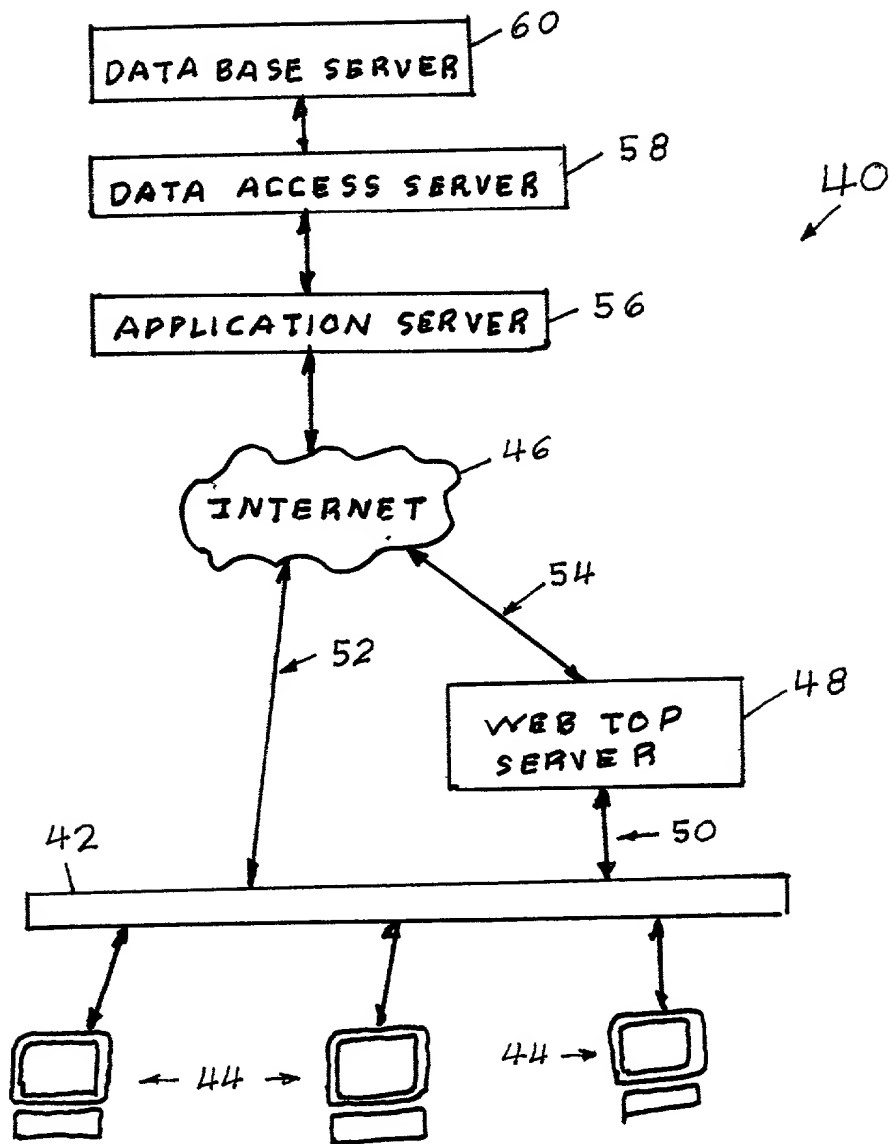 60
DATA BASE SERVER
58
DATA ACCESS SERVER
40
56
APPLICATION SERVER
46
INTERNET
54
52
48
WEB TOP
SERVER
50
42
44
44